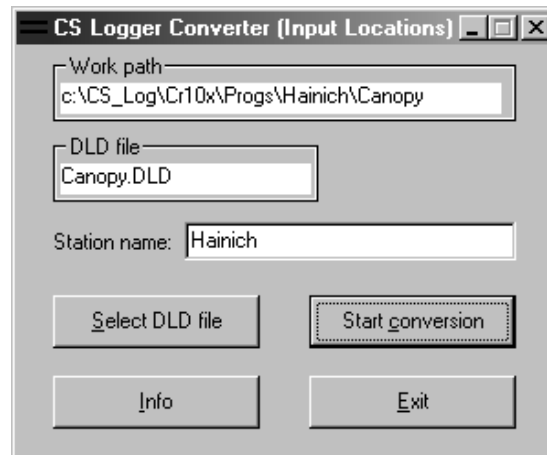 CS Logger Converter (Input Locations)
Work path
c:\CS_Log\Cr10x\Progs\Hainich\Canopy
DLD file
Canopy.DLD
Station name: Hainich
Select DLD file
Start conversion
Info
Exit